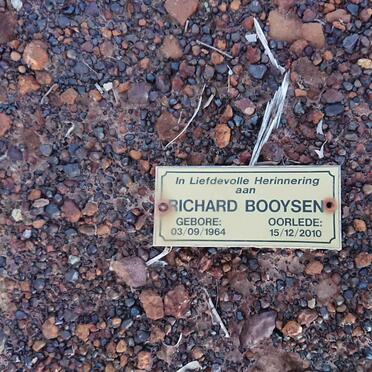 In Liefdevolle Herinnering
aan
RICHARD BOOYSEN
GEBORE: OORLEDE:
03/09/1964 15/12/2010